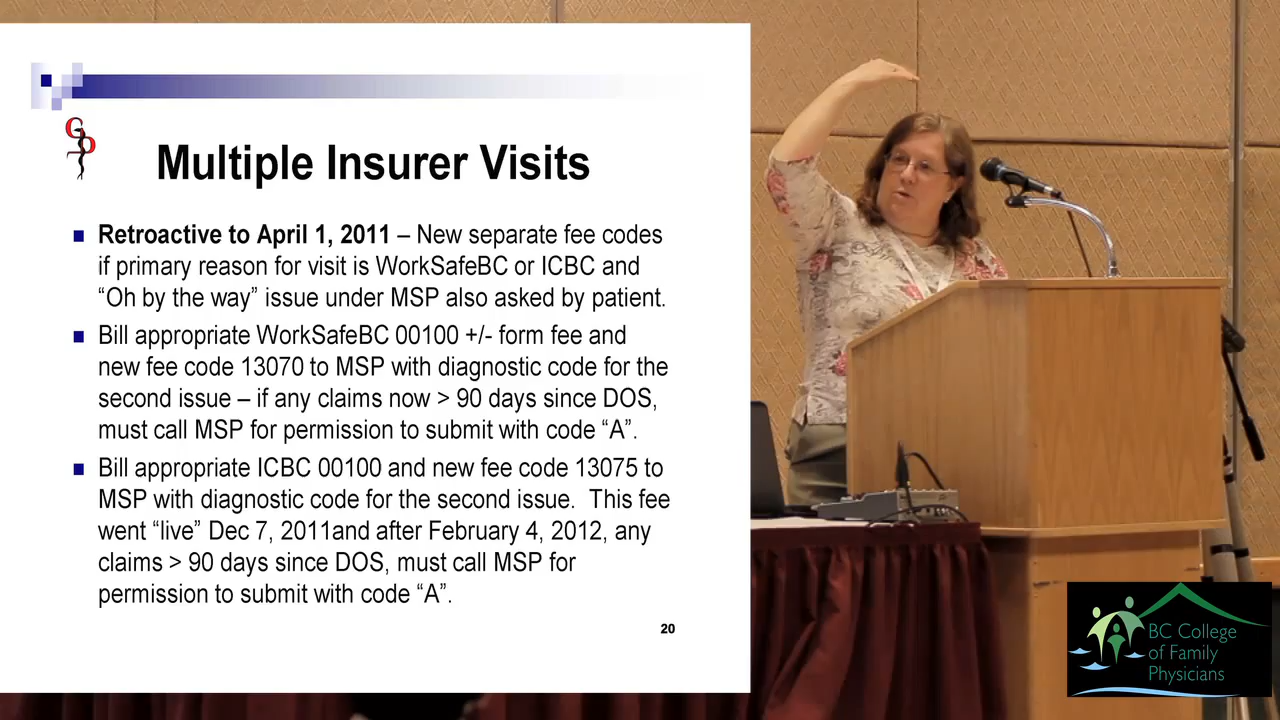 Multiple Insurer Visits
Retroactive to April 1, 2011 – New separate fee codes
if primary reason for visit is WorkSafeBC or ICBC and
“Oh by the way” issue under MSP also asked by patient.
Bill appropriate WorkSafeBC 00100 +/- form fee and
new fee code 13070 to MSP with diagnostic code for the
second issue – if any claims now > 90 days since DOS,
must call MSP for permission to submit with code “A”.
Bill appropriate ICBC 00100 and new fee code 13075 to
MSP with diagnostic code for the second issue. This fee
went “live” Dec 7, 2011and after February 4, 2012, any
claims > 90 days since DOS, must call MSP for
permission to submit with code “A”.
20
BC College
of Family
Physicians